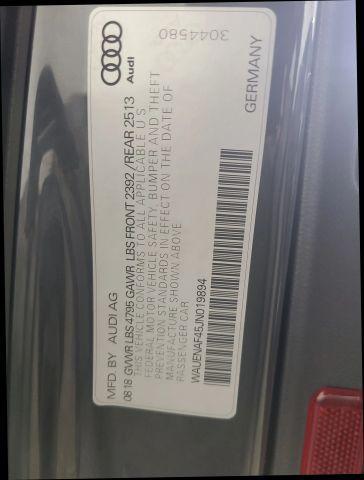 Audi
3044580
MFD. BY AUDI AG
GERMANY
08 18 GVWR LBS 4795 GAWR LBS FRONT 2392 /REAR 2513
THIS VEHICLE CONFORMS TO ALL APPLICABLE U S
FEDERAL MOTOR VEHICLE SAFETY, BUMPER AND THEFT
PREVENTION STANDARDS IN EFFECT ON THE DATE OF
MANUFACTURE SHOWN ABOVE
PASSENGER CAR
WAUENAF45JN019894